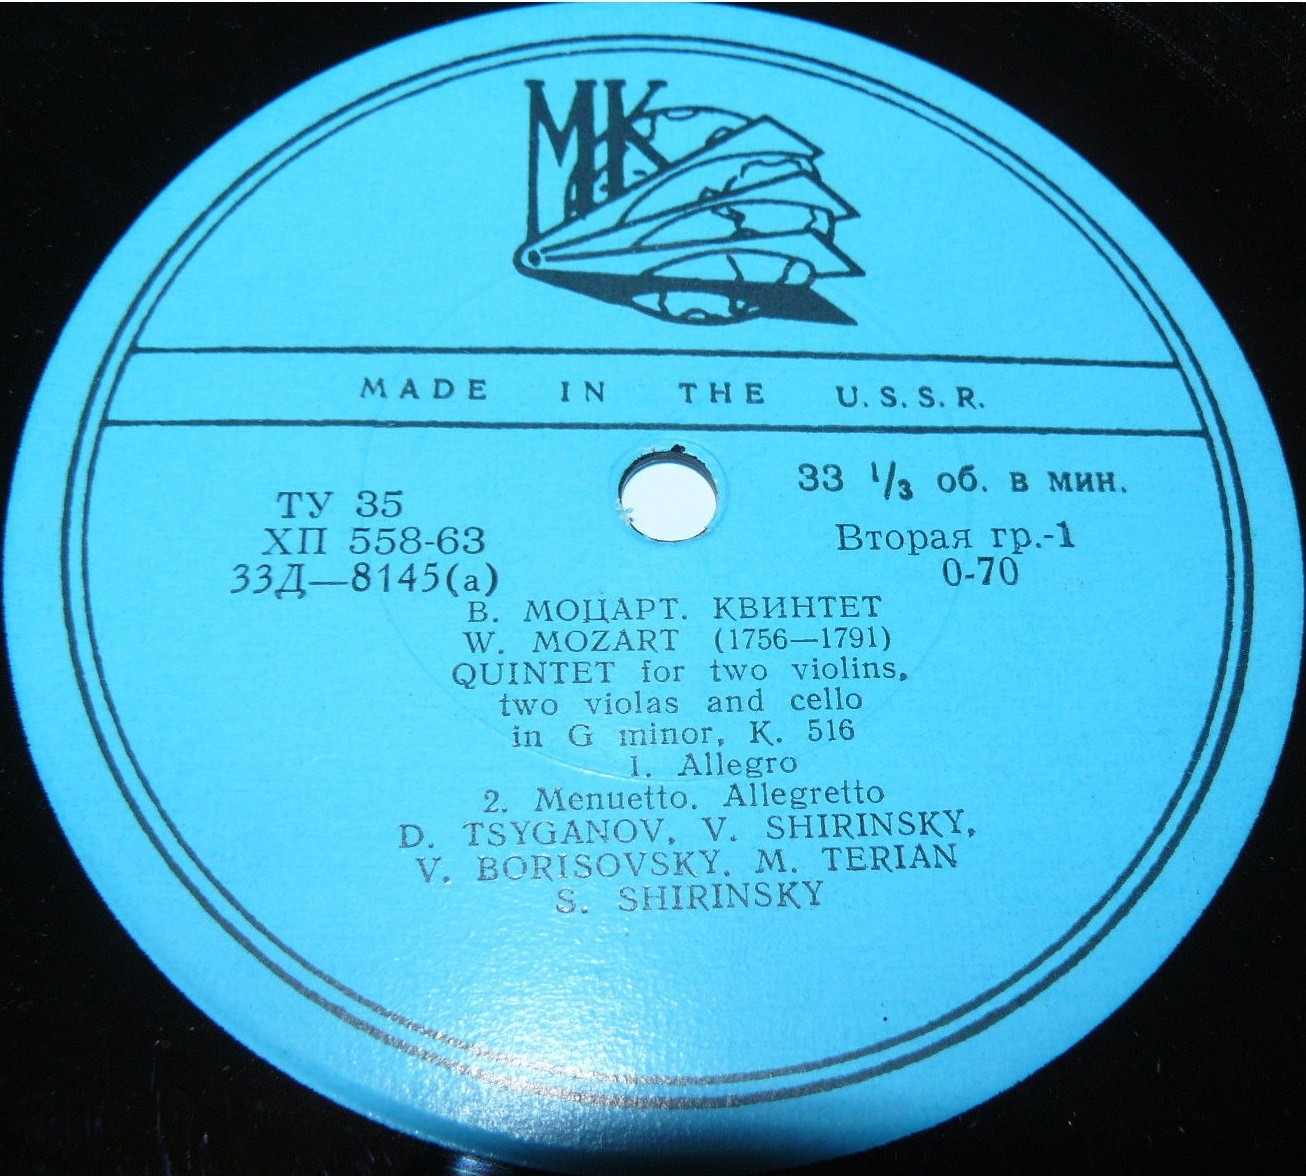 МК
MADE IN THE U.S.S.R.
ТУ 35
ХП 558-63
33Д—8145(а)
33 1/3 об. в мин.
Вторая гр.-1
0-70
В. МОЦАРТ. КВИНТЕТ
W. MOZART (1756—1791)
QUINTET for two violins,
two violas and cello
in G minor, K. 516
1. Allegro
2. Menuetto. Allegretto
D. TSYGANOV, V. SHIRINSKY,
V. BORISOVSKY, M. TERIAN
S. SHIRINSKY